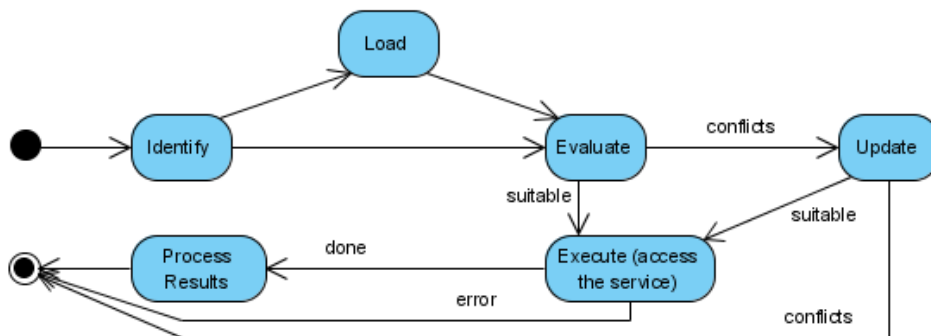 Load
Identify
Evaluate
conflicts
Update
suitable
suitable
Process
Results
done
Execute (access
the service)
error
conflicts